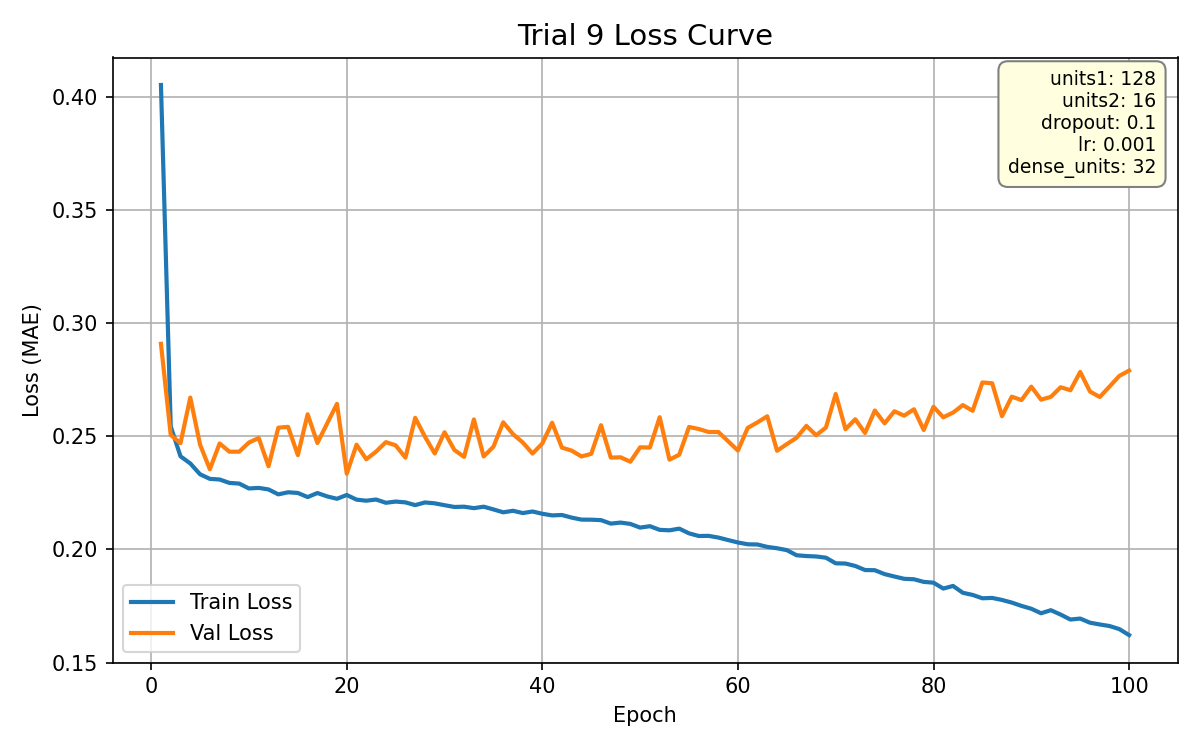 Trial 9 Loss Curve
units1: 128
units2: 16
dropout: 0.1
lr: 0.001
dense_units: 32
Loss (MAE)
0.40
0.35
0.30
0.25
0.20
0.15
Train Loss
Val Loss
0 20 40 60 80 100
Epoch